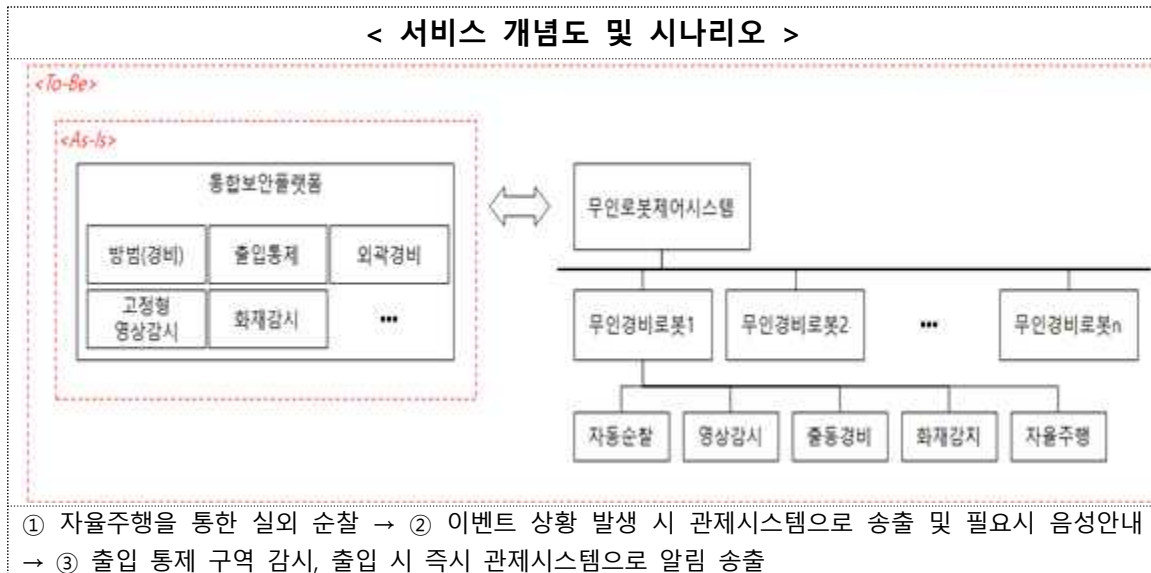 < 서비스 개념도 및 시나리오 >
<To-Be>
<As-Is>
통합보안플랫폼
방범(경비) 출입통제 외곽경비
고정형
영상감시
화재감시 ...
무인로봇제어시스템
무인경비로봇1 무인경비로봇2 ... 무인경비로봇n
자동순찰 영상감시 출동경비 화재감지 자율주행
① 자율주행을 통한 실외 순찰 → ② 이벤트 상황 발생 시 관제시스템으로 송출 및 필요시 음성안내
→ ③ 출입 통제 구역 감시, 출입 시 즉시 관제시스템으로 알림 송출